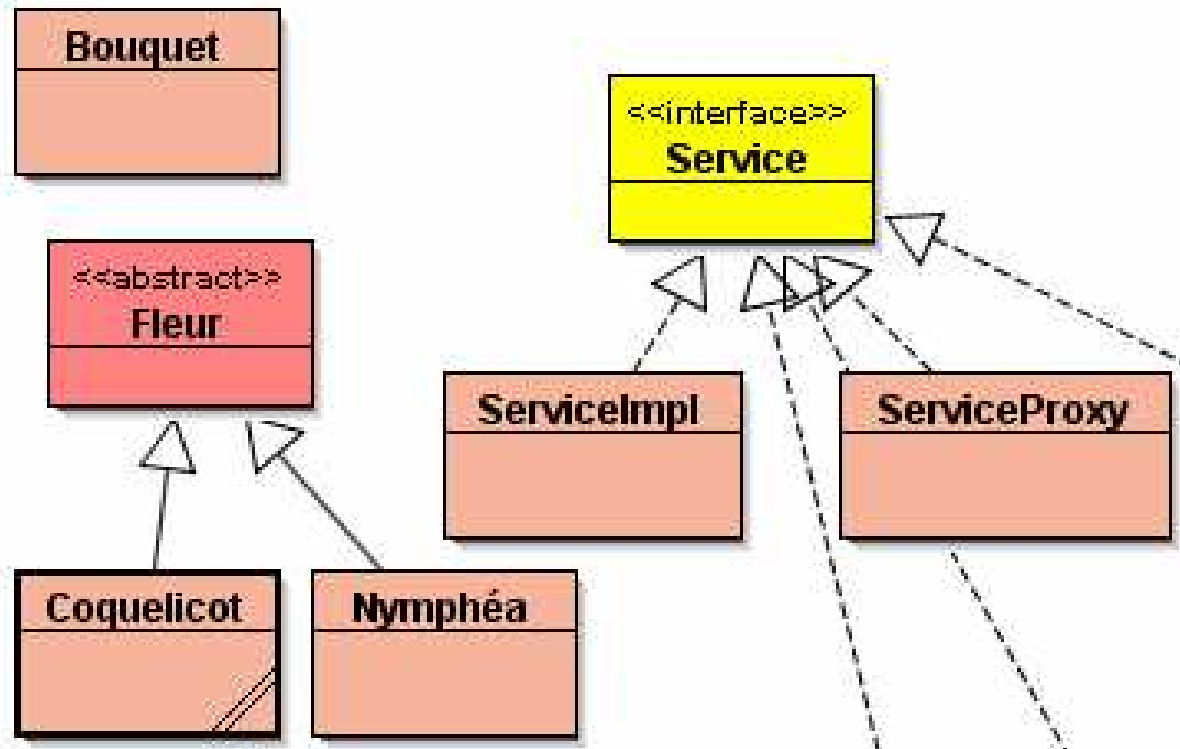 Bouquet
<<interface>>
Service
<<abstract>>
Fleur
ServiceImpl
ServiceProxy
Coquelicot
Nymphéa